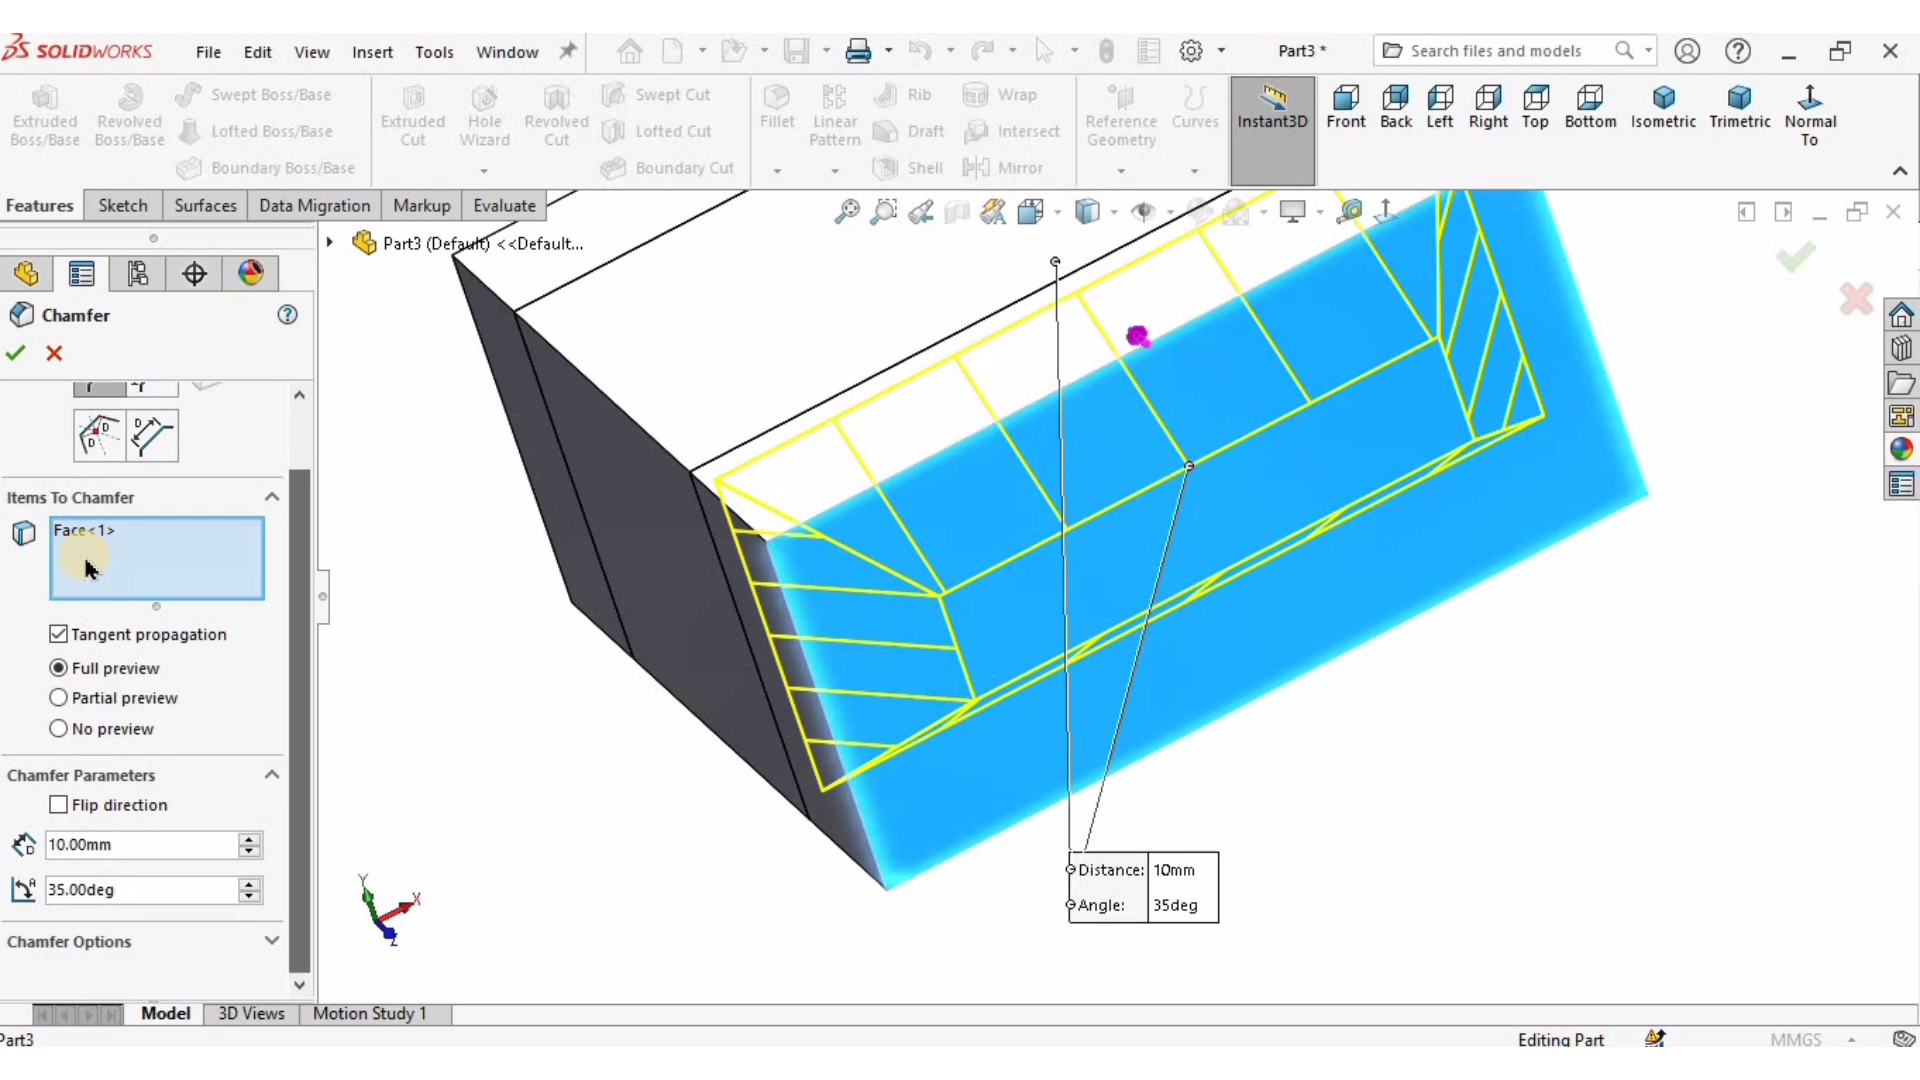 SOLIDWORKS File Edit View Insert Tools Window Part3 * Search files and models
Extruded Boss/Base Revolved Boss/Base Swept Boss/Base Lofted Boss/Base Boundary Boss/Base Extruded Cut Hole Wizard Revolved Cut Swept Cut Lofted Cut Boundary Cut Fillet Linear Pattern Rib Draft Shell Wrap Intersect Mirror Reference Geometry Curves Instant3D Front Back Left Right Top Bottom Isometric Trimetric Normal To
Features Sketch Surfaces Data Migration Markup Evaluate
Part3 (Default) <<Default...
Chamfer
Items To Chamfer
Face<1>
Tangent propagation
Full preview
Partial preview
No preview
Chamfer Parameters
Flip direction
10.00mm
35.00deg
Chamfer Options
Distance: 10mm
Angle: 35deg
Y
X
Z
Model 3D Views Motion Study 1
Part3 Editing Part MMGS